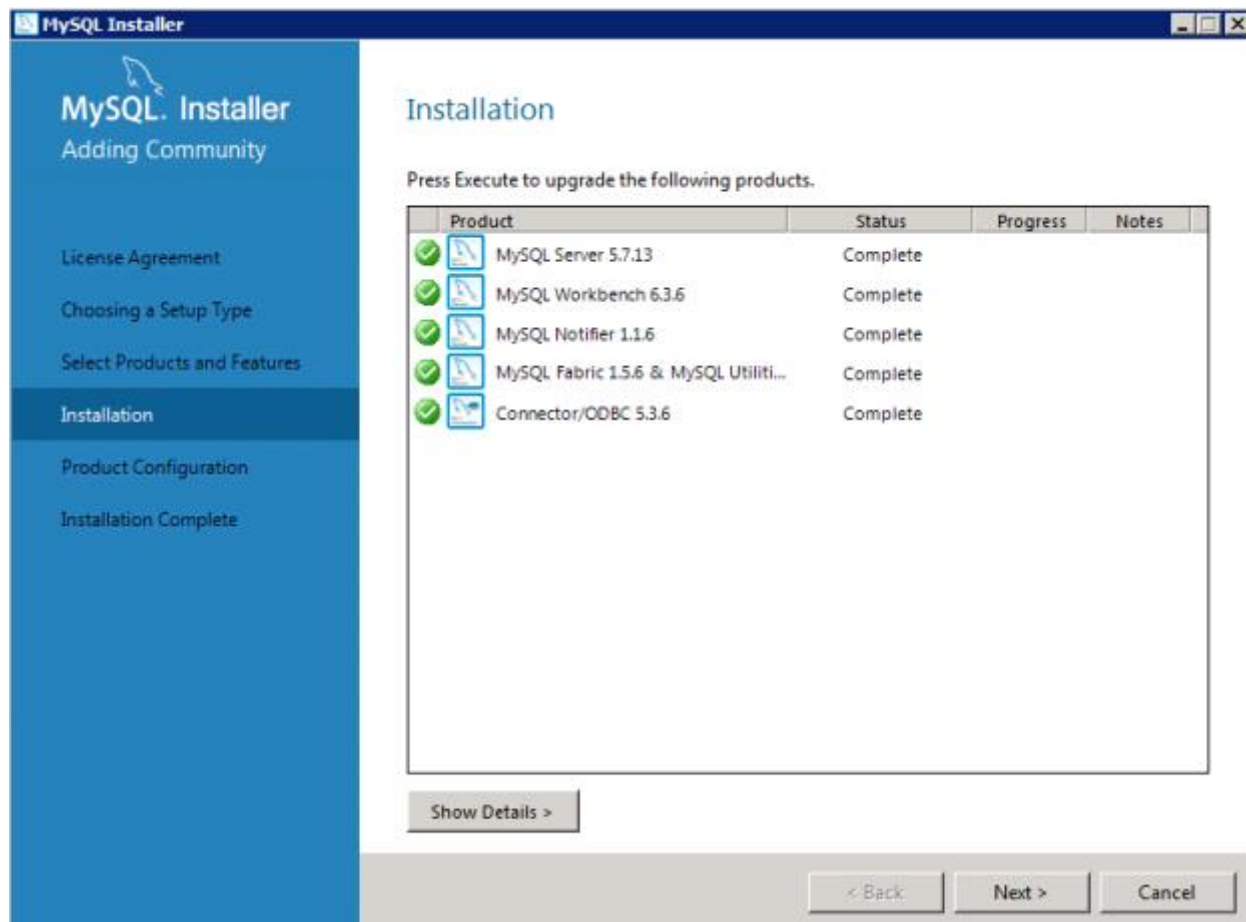 MySQL Installer
MySQL. Installer
Adding Community
License Agreement
Choosing a Setup Type
Select Products and Features
Installation
Product Configuration
Installation Complete
Installation
Press Execute to upgrade the following products.
Product Status Progress Notes
MySQL Server 5.7.13 Complete
MySQL Workbench 6.3.6 Complete
MySQL Notifier 1.1.6 Complete
MySQL Fabric 1.5.6 & MySQL Utiliti... Complete
Connector/ODBC 5.3.6 Complete
Show Details >
< Back Next > Cancel